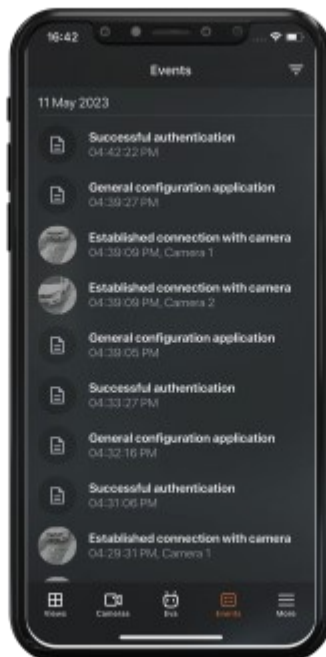 16:42
Events
11 May 2023
Successful authentication
04:42:22 PM
General configuration application
04:39:27 PM
Established connection with camera
04:39:09 PM, Camera 1
Established connection with camera
04:39:09 PM, Camera 2
General configuration application
04:39:05 PM
Successful authentication
04:33:27 PM
General configuration application
04:32:16 PM
Successful authentication
04:31:06 PM
Established connection with camera
04:29:31 PM, Camera 1
Views
Cameras
Eva
Events
More